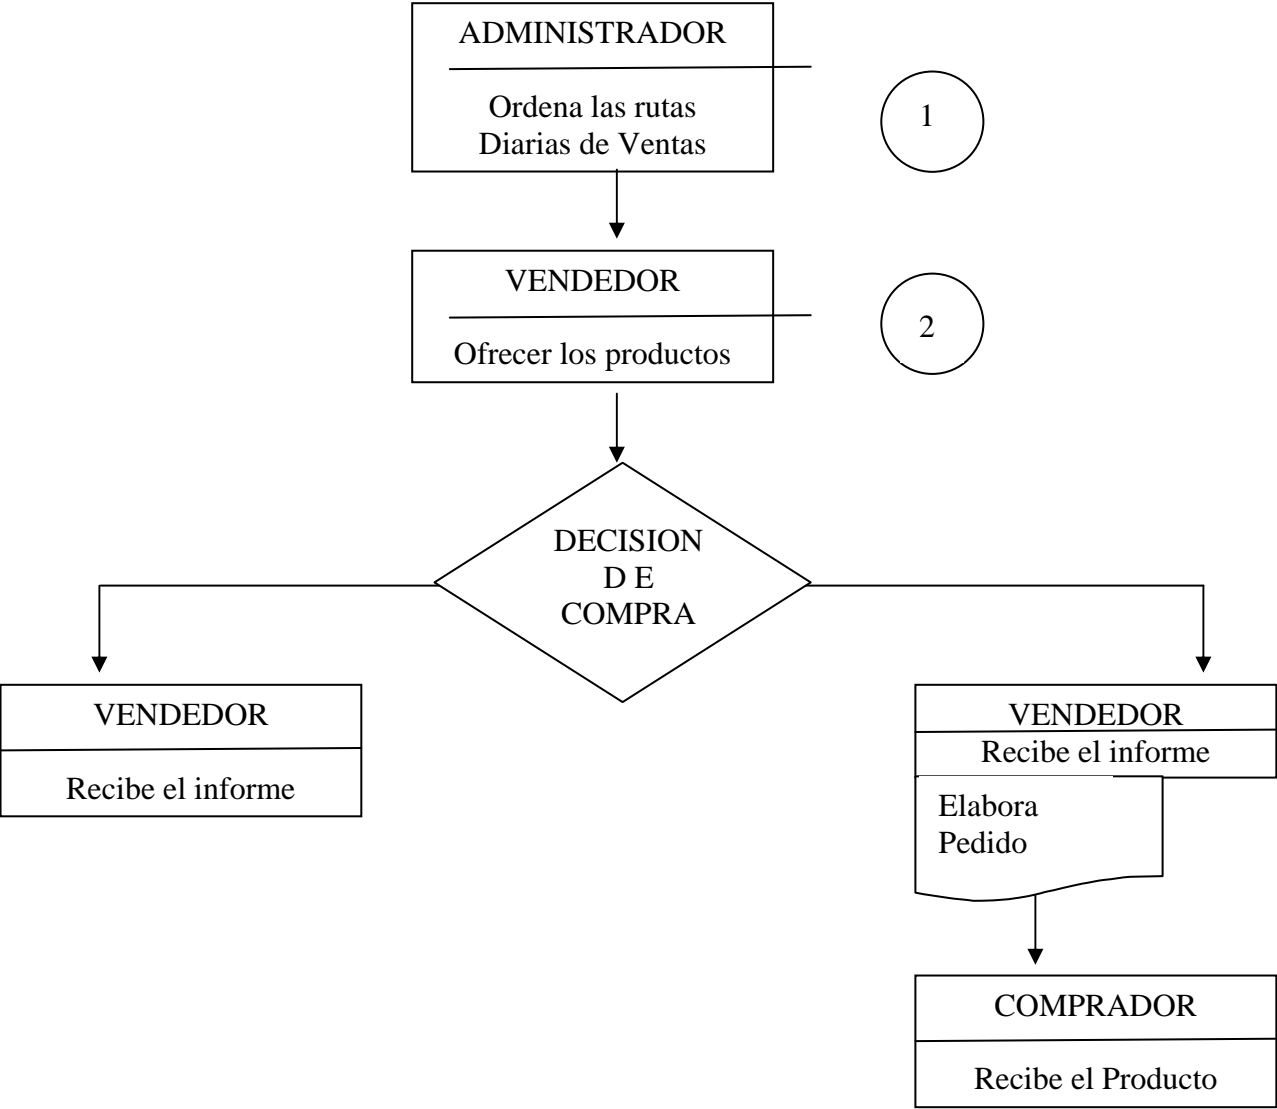 ADMINISTRADOR
Ordena las rutas
Diarias de Ventas
1
VENDEDOR
Ofrecer los productos
2
DECISION
D E
COMPRA
VENDEDOR
Recibe el informe
VENDEDOR
Recibe el informe
Elabora
Pedido
COMPRADOR
Recibe el Producto